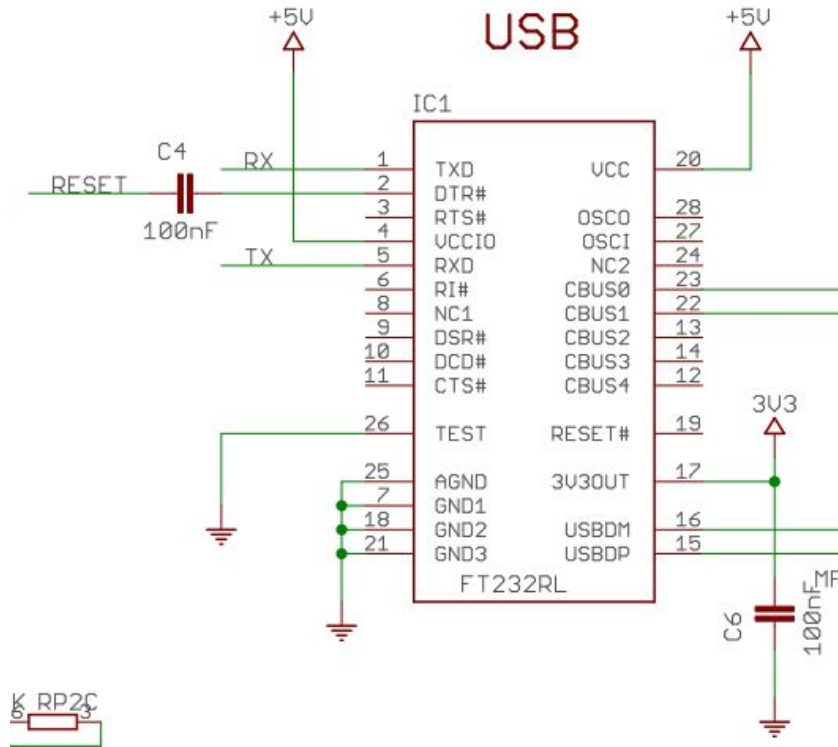 +5V
USB
+5V
IC1
C4
100nF
RESET
RX
TX
1 TXD
2 DTR#
3 RTS#
4 VCCIO
5 RXD
6 RI#
8 NC1
9 DSR#
10 DCD#
11 CTS#
26 TEST
25 AGND
7 GND1
18 GND2
21 GND3
VCC 20
OSCO 28
OSCI 27
NC2 24
CBUS0 23
CBUS1 22
CBUS2 13
CBUS3 14
CBUS4 12
RESET# 19
3V3OUT 17
USBDM 16
USBDP 15
FT232RL
3V3
C6
100nF
MF
K RP2C
6 3